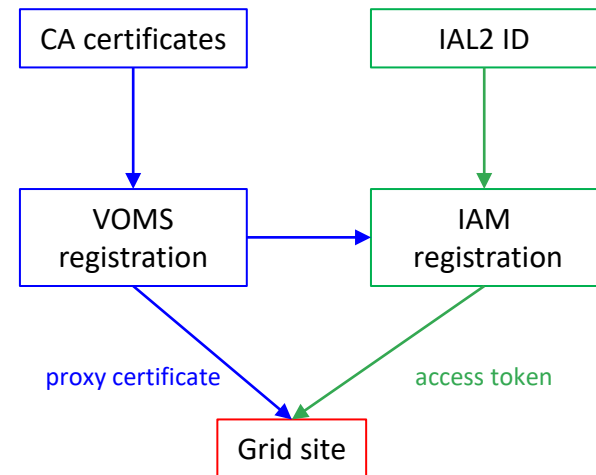 CA certificates
IAL2 ID
VOMS
registration
IAM
registration
proxy certificate
access token
Grid site